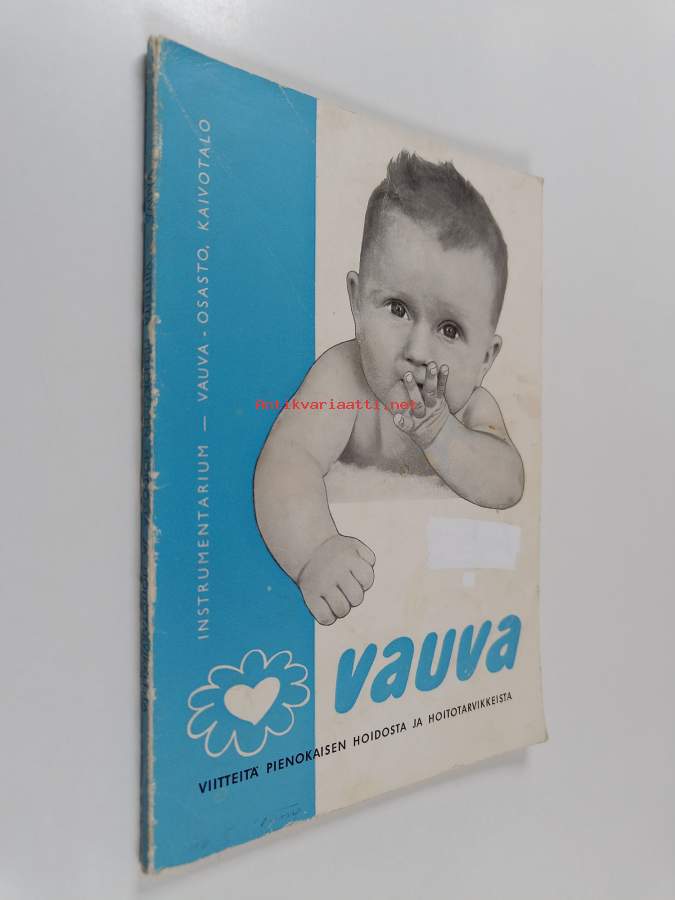 INSTRUMENTARIUM — VAUVA - OSASTO, KAIVOTALO
Antikvariaatti.net
vauva
VIITTEITÄ PIENOKAISEN HOIDOSTA JA HOITOTARVIKKEISTA